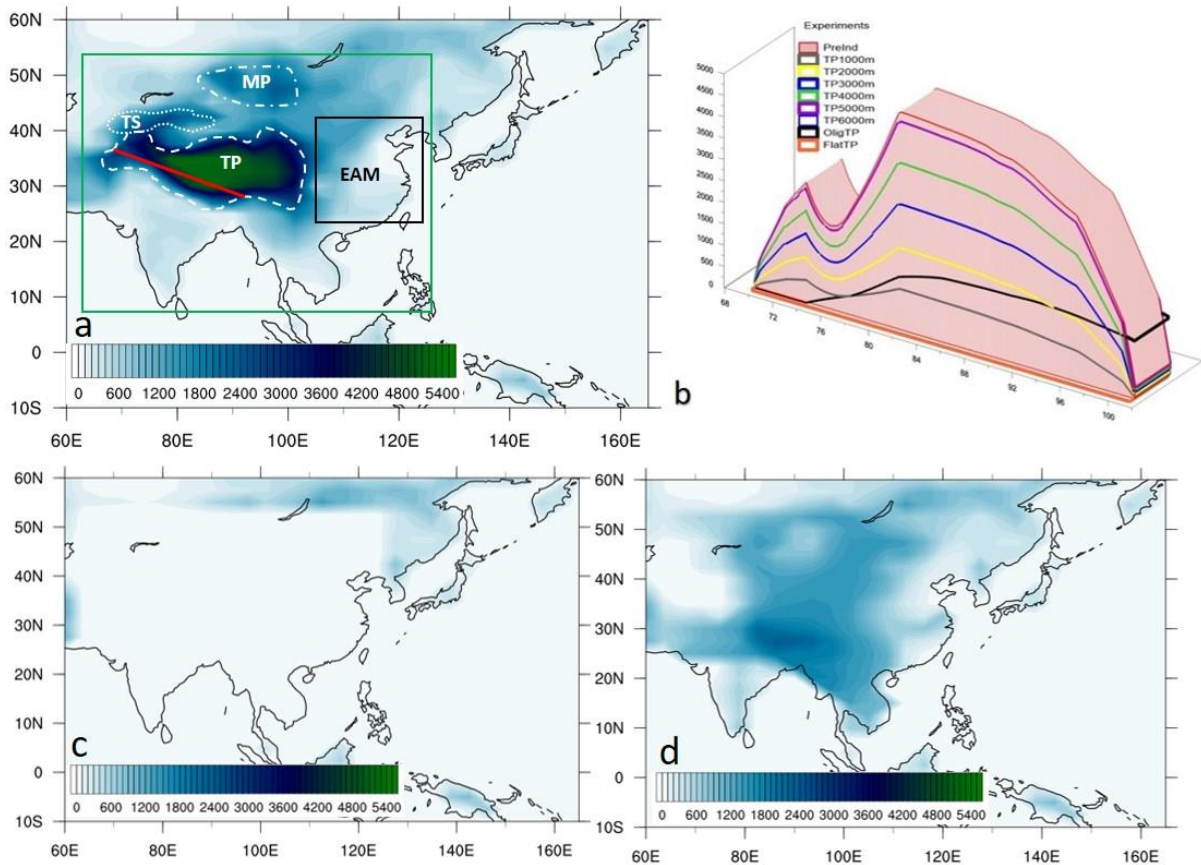 60N
50N
40N
30N
20N
10N
0
10S
MP
TS
TP
EAM
a
600 1200 1800 2400 3000 3600 4200 4800 5400
60E 80E 100E 120E 140E 160E
Experiments
PreInd
TP1000m
TP2000m
TP3000m
TP4000m
TP5000m
TP6000m
OligTP
FlatTP
5000
4500
4000
3500
3000
2500
2000
1500
1000
500
0
68 72 76 80 84 88 92 96 100
b
60N
50N
40N
30N
20N
10N
0
10S
c
0 600 1200 1800 2400 3000 3600 4200 4800 5400
60E 80E 100E 120E 140E 160E
60N
50N
40N
30N
20N
10N
0
10S
d
0 600 1200 1800 2400 3000 3600 4200 4800 5400
60E 80E 100E 120E 140E 160E